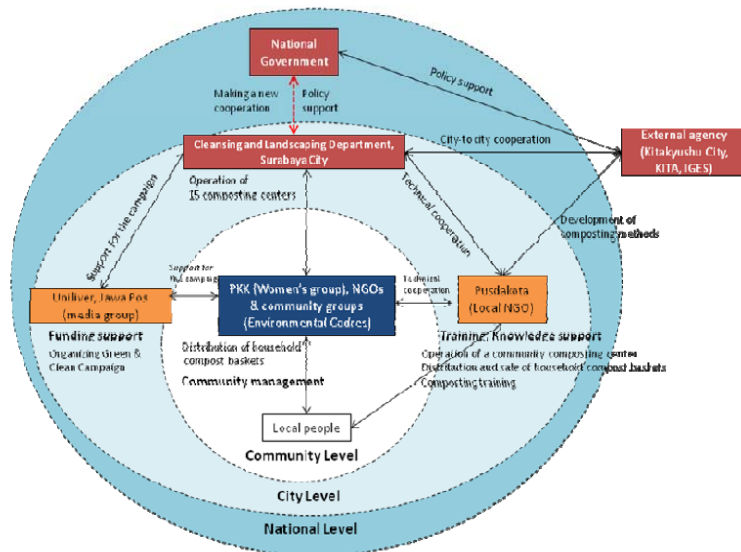 National
Government
Making a new
cooperation
Policy
support
Policy support
Cleansing and Landscaping Department,
Surabaya City
City-to city cooperation
External agency
(Kitakyushu City,
KITA, IGES)
Operation of
15 composting centers
Support for the campaign
Technical cooperation
Development of
composting methods
Support for
the campaign
PKK (Women's group), NGOs
& community groups
(Environmental Cadres)
Technical
cooperation
Uniliver, Jawa Pos
(media group)
Pusdakota
(Local NGO)
Funding support
Organizing Green &
Clean Campaign
Distribution of household
compost baskets
Community management
Training, Knowledge support
Operation of a community composting center
Distribution and sale of household compost baskets
Composting training
Local people
Community Level
City Level
National Level